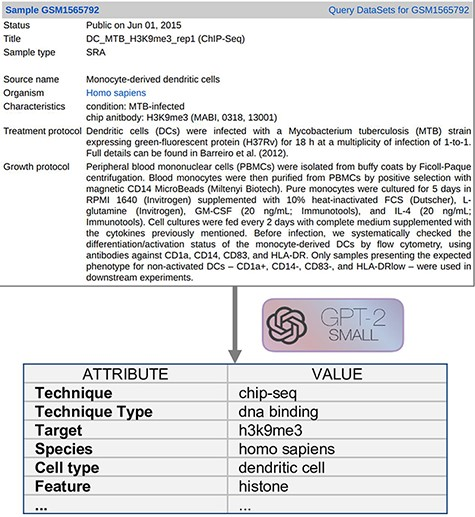 Sample GSM1565792 Query DataSets for GSM1565792
Status Public on Jun 01, 2015
Title DC_MTB_H3K9me3_rep1 (ChIP-Seq)
Sample type SRA
Source name Monocyte-derived dendritic cells
Organism Homo sapiens
Characteristics condition: MTB-infected
chip antibody: H3K9me3 (MABI, 0318, 13001)
Treatment protocol Dendritic cells (DCs) were infected with a Mycobacterium tuberculosis (MTB) strain
expressing green-fluorescent protein (H37Rv) for 18 h at a multiplicity of infection of 1-to-1.
Full details can be found in Barreiro et al. (2012).
Growth protocol Peripheral blood mononuclear cells (PBMCs) were isolated from buffy coats by Ficoll-Paque
centrifugation. Blood monocytes were then purified from PBMCs by positive selection with
magnetic CD14 MicroBeads (Miltenyi Biotech). Pure monocytes were cultured for 5 days in
RPMI 1640 (Invitrogen) supplemented with 10% heat-inactivated FCS (Dutscher), L-
glutamine (Invitrogen), GM-CSF (20 ng/mL; Immunotools), and IL-4 (20 ng/mL;
Immunotools). Cell cultures were fed every 2 days with complete medium supplemented with
the cytokines previously mentioned. Before infection, we systematically checked the
differentiation/activation status of the monocyte-derived DCs by flow cytometry, using
antibodies against CD1a, CD14, CD83, and HLA-DR. Only samples presenting the expected
phenotype for non-activated DCs – CD1a+, CD14-, CD83-, and HLA-DRlow – were used in
downstream experiments.
GPT-2
SMALL
ATTRIBUTE VALUE
Technique chip-seq
Technique Type dna binding
Target h3k9me3
Species homo sapiens
Cell type dendritic cell
Feature histone
... ...